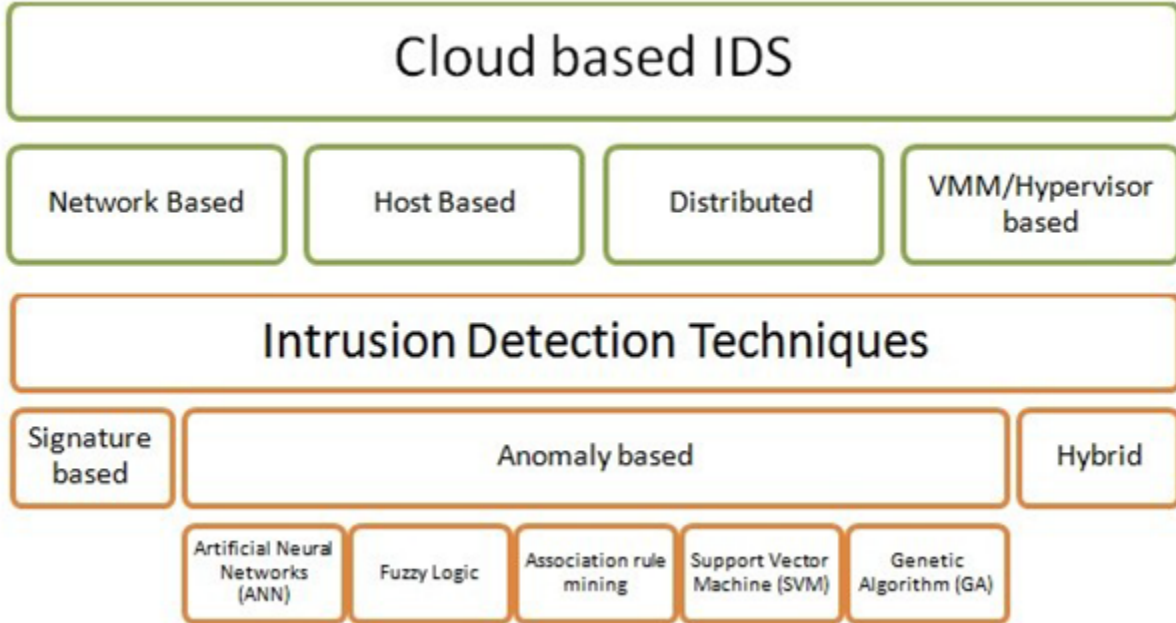 Cloud based IDS
Network Based
Host Based
Distributed
VMM/Hypervisor
based
Intrusion Detection Techniques
Signature
based
Anomaly based
Hybrid
Artificial Neural
Networks
(ANN)
Fuzzy Logic
Association rule
mining
Support Vector
Machine (SVM)
Genetic
Algorithm (GA)